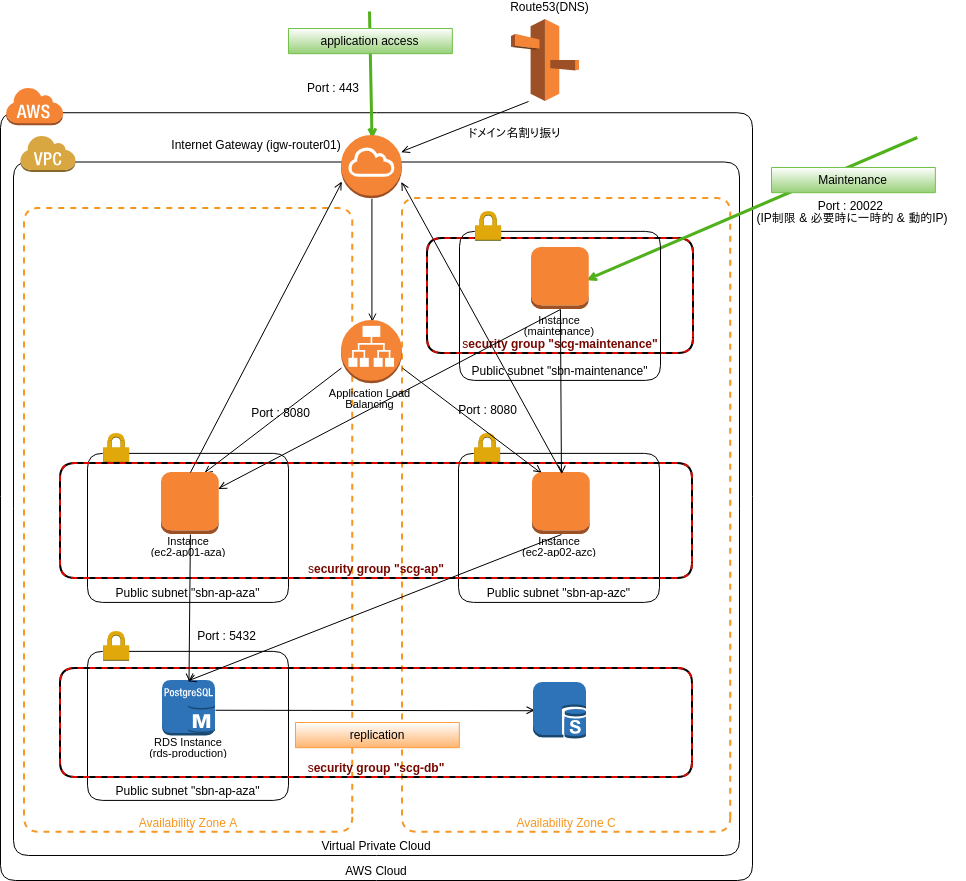 Route53(DNS)
application access
Port : 443
AWS
ドメイン名割り振り
Internet Gateway (igw-router01)
VPC
Maintenance
Port : 20022
(IP制限 & 必要時に一時的 & 動的IP)
Instance
(maintenance)
security group "scg-maintenance"
Public subnet "sbn-maintenance"
Application Load
Balancing
Port : 8080
Port : 8080
Instance
(ec2-ap01-aza)
Instance
(ec2-ap02-azc)
security group "scg-ap"
Public subnet "sbn-ap-aza"
Public subnet "sbn-ap-azc"
Port : 5432
PostgreSQL
M
S
RDS Instance
(rds-production)
replication
security group "scg-db"
Public subnet "sbn-ap-aza"
Availability Zone A
Availability Zone C
Virtual Private Cloud
AWS Cloud